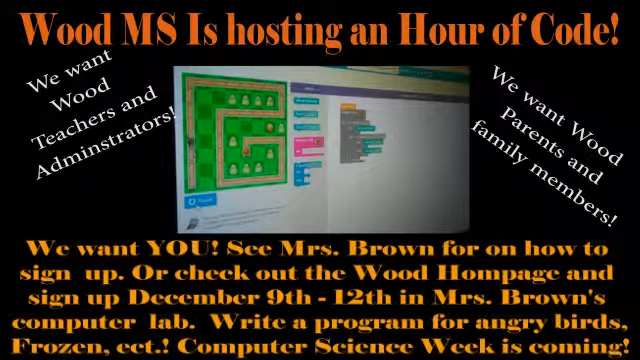 Wood MS Is hosting an Hour of Code!
We want
Wood
Teachers and
Adminstrators!
We want Wood
Parents and
family members!
We want YOU! See Mrs. Brown for on how to
sign up. Or check out the Wood Hompage and
sign up December 9th - 12th in Mrs. Brown's
computer lab. Write a program for angry birds,
Frozen, ect.! Computer Science Week is coming!